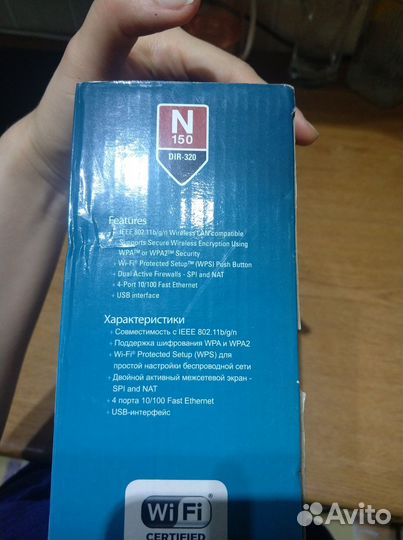 N
150
DIR-320
Features
+ IEEE 802.11b/g/n Wireless LAN compatible
+ Supports Secure Wireless Encryption Using
WPA™ or WPA2™ Security
+ Wi-Fi® Protected Setup™ (WPS) Push Button
+ Dual Active Firewalls - SPI and NAT
+ 4-Port 10/100 Fast Ethernet
+ USB interface
Характеристики
+ Совместимость с IEEE 802.11b/g/n
+ Поддержка шифрования WPA и WPA2
+ Wi-Fi® Protected Setup (WPS) для
простой настройки беспроводной сети
+ Двойной активный межсетевой экран -
SPI and NAT
+ 4 порта 10/100 Fast Ethernet
+ USB-интерфейс
Wi Fi
CERTIFIED
Avito